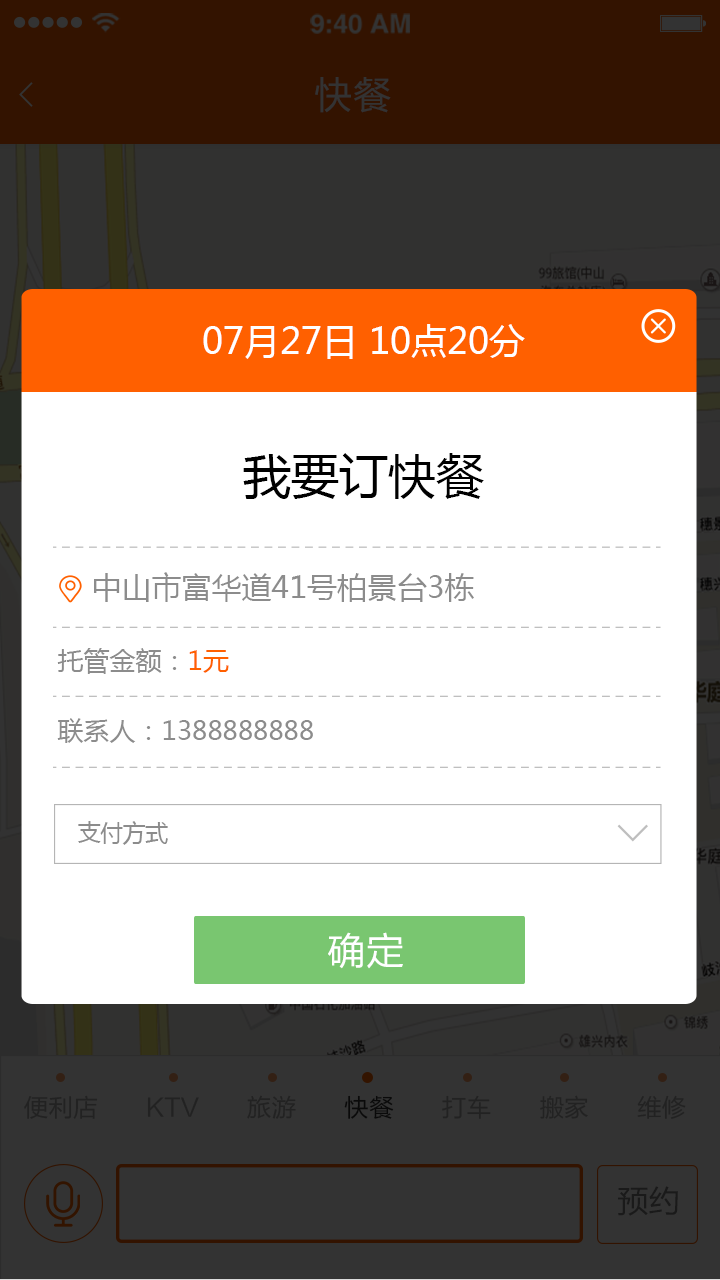 9:40 AM
快餐
99旅馆(中山
07月27日 10点20分
我要订快餐
中山市富华道41号柏景台3栋
托管金额：1元
联系人：1388888888
支付方式
确定
锦绣
雄兴内衣
岐沙路
便利店 KTV 旅游 快餐 打车 搬家 维修
预约